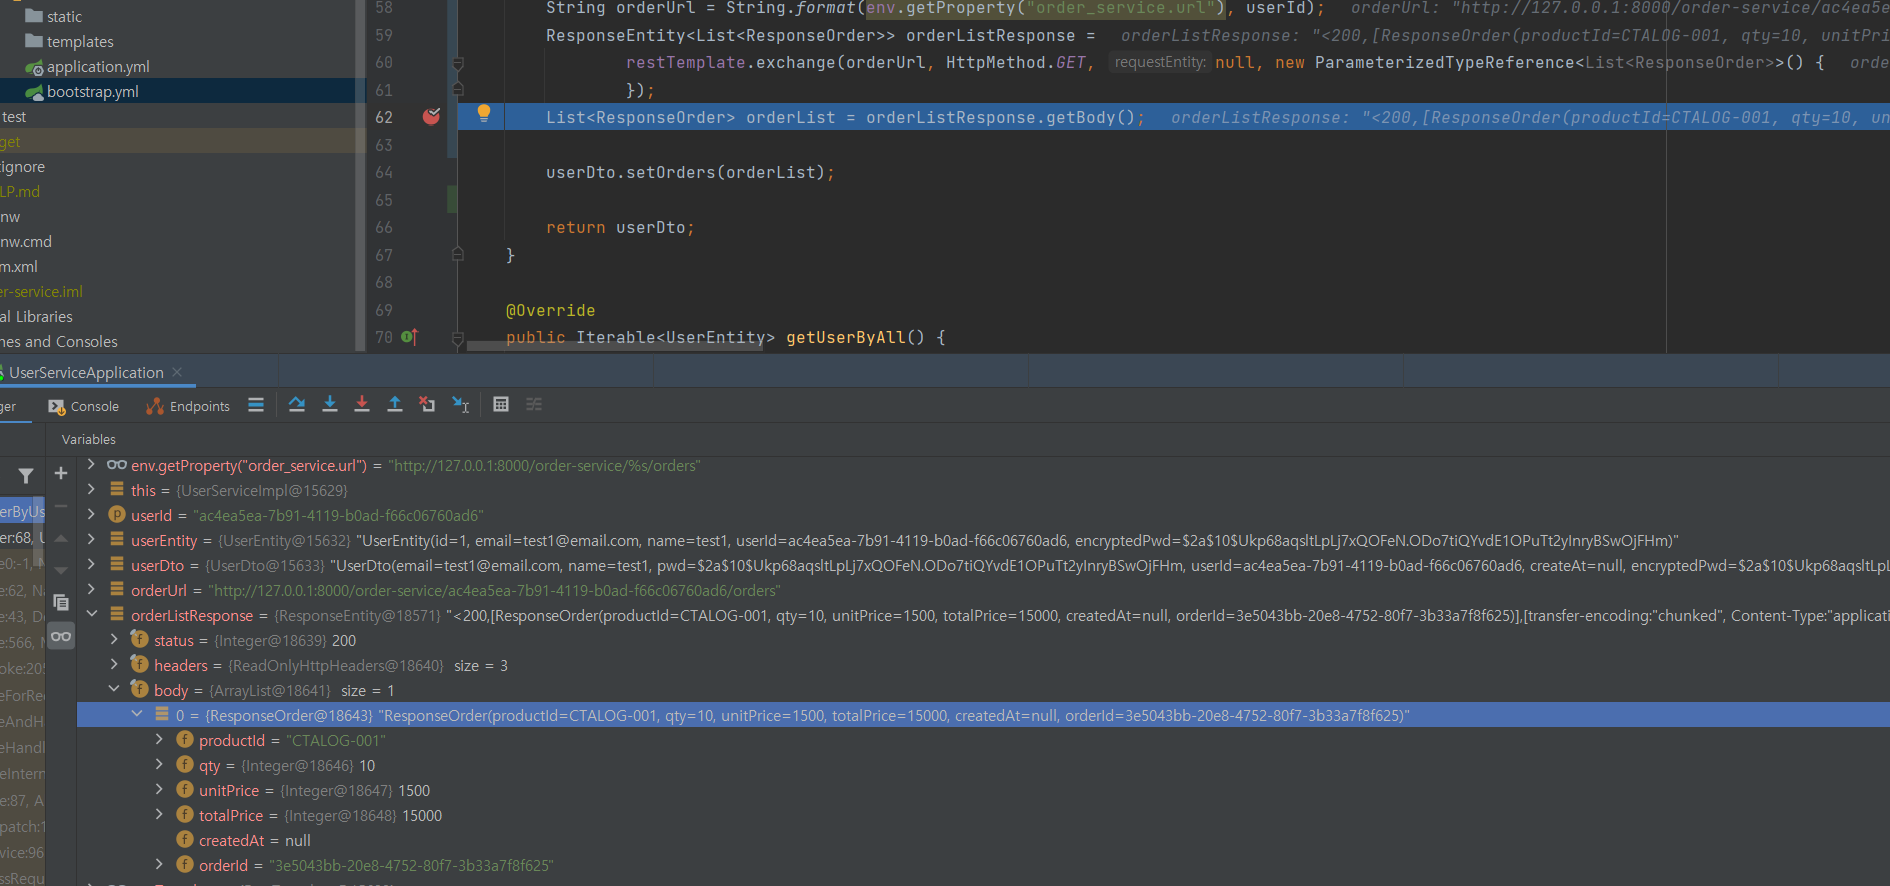 static
templates
application.yml
bootstrap.yml
test
get
tignore
LP.md
nw
nw.cmd
m.xml
er-service.iml
al Libraries
hes and Consoles
58 String orderUrl = String.format(env.getProperty("order_service.url"), userId); orderUrl: "http://127.0.0.1:8000/order-service/ac4ea5e
59 ResponseEntity<List<ResponseOrder>> orderListResponse = orderListResponse: "<200,[ResponseOrder(productId=CTALOG-001, qty=10, unitPri
60 restTemplate.exchange(orderUrl, HttpMethod.GET, requestEntity: null, new ParameterizedTypeReference<List<ResponseOrder>>() { orde
61 });
62 List<ResponseOrder> orderList = orderListResponse.getBody(); orderListResponse: "<200,[ResponseOrder(productId=CTALOG-001, qty=10, un
63
64 userDto.setOrders(orderList);
65
66 return userDto;
67 }
68
69 @Override
70 public Iterable<UserEntity> getUserByAll() {
UserServiceApplication
ger Console Endpoints
Variables
env.getProperty("order_service.url") = "http://127.0.0.1:8000/order-service/%s/orders"
this = {UserServiceImpl@15629}
erByUs userId = "ac4ea5ea-7b91-4119-b0ad-f66c06760ad6"
er:68, U userEntity = {UserEntity@15632} "UserEntity(id=1, email=test1@email.com, name=test1, userId=ac4ea5ea-7b91-4119-b0ad-f66c06760ad6, encryptedPwd=$2a$10$Ukp68aqsltLpLj7xQOFeN.ODo7tiQYvdE1OPuTt2yInryBSwOjFHm)"
e0:-1, N userDto = {UserDto@15633} "UserDto(email=test1@email.com, name=test1, pwd=$2a$10$Ukp68aqsltLpLj7xQOFeN.ODo7tiQYvdE1OPuTt2yInryBSwOjFHm, userId=ac4ea5ea-7b91-4119-b0ad-f66c06760ad6, createAt=null, encryptedPwd=$2a$10$Ukp68aqsltLpL
e:62, Na orderUrl = "http://127.0.0.1:8000/order-service/ac4ea5ea-7b91-4119-b0ad-f66c06760ad6/orders"
e:43, D orderListResponse = {ResponseEntity@18571} "<200,[ResponseOrder(productId=CTALOG-001, qty=10, unitPrice=1500, totalPrice=15000, createdAt=null, orderId=3e5043bb-20e8-4752-80f7-3b33a7f8f625)],[transfer-encoding:"chunked", Content-Type:"applicati
e:566, N status = {Integer@18639} 200
oke:205 headers = {ReadOnlyHttpHeaders@18640} size = 3
eForRe body = {ArrayList@18641} size = 1
eAndH 0 = {ResponseOrder@18643} "ResponseOrder(productId=CTALOG-001, qty=10, unitPrice=1500, totalPrice=15000, createdAt=null, orderId=3e5043bb-20e8-4752-80f7-3b33a7f8f625)"
eHandl productId = "CTALOG-001"
eIntern qty = {Integer@18646} 10
e:87, A unitPrice = {Integer@18647} 1500
patch:1 totalPrice = {Integer@18648} 15000
vice:96 createdAt = null
ssRequ orderId = "3e5043bb-20e8-4752-80f7-3b33a7f8f625"